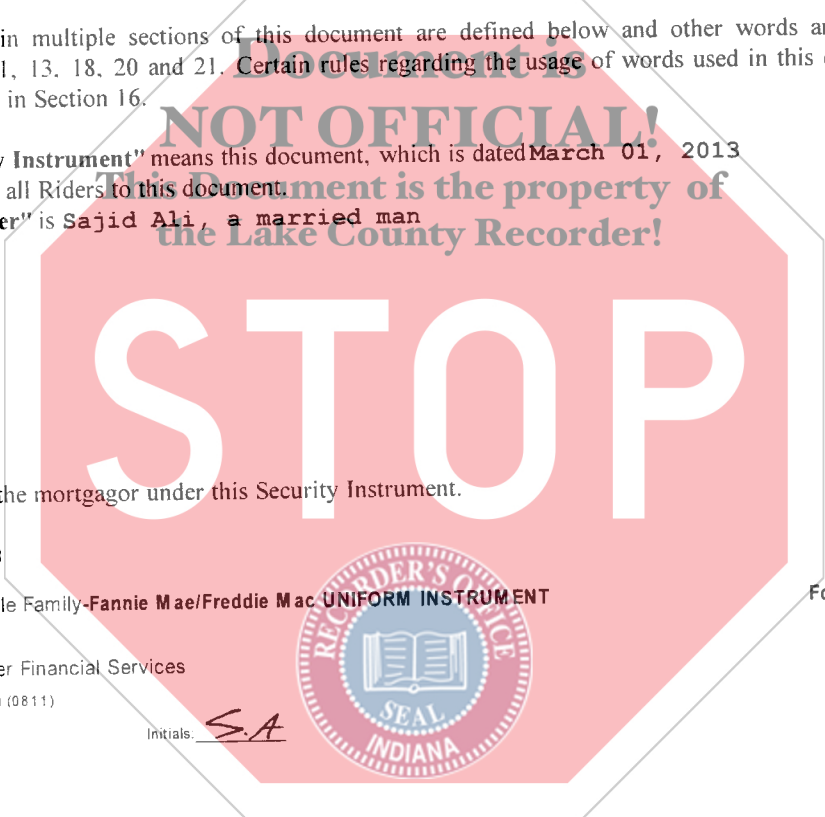 in multiple sections of this document are defined below and other words
1, 13, 18, 20 and 21. Certain rules regarding the usage of words used in this
in Section 16.
Document is
NOT OFFICIAL!
This Document is the property of
the Lake County Recorder!
Instrument" means this document, which is dated March 01, 2013
all Riders to this document.
er" is Sajid Ali, a married man
STOP
the mortgagor under this Security Instrument.
le Family-Fannie Mae/Freddie Mac UNIFORM INSTRUMENT
er Financial Services
(0811)
Initials: S.A
RECORDER'S OFFICE
SEAL
INDIANA